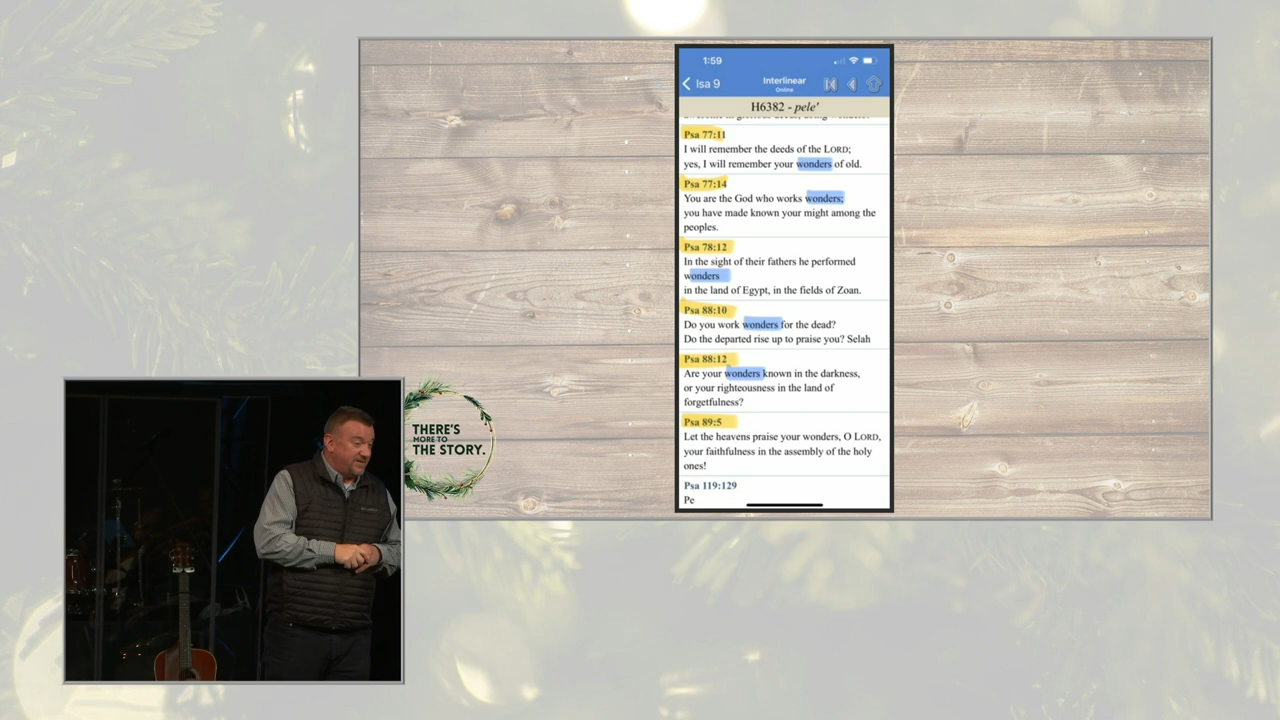 1:59
Isa 9
Interlinear
Online
H6382 - pele'
awesome in glorious deeds, doing wonders?
Psa 77:11
I will remember the deeds of the LORD;
yes, I will remember your wonders of old.
Psa 77:14
You are the God who works wonders;
you have made known your might among the
peoples.
Psa 78:12
In the sight of their fathers he performed
wonders
in the land of Egypt, in the fields of Zoan.
Psa 88:10
Do you work wonders for the dead?
Do the departed rise up to praise you? Selah
Psa 88:12
Are your wonders known in the darkness,
or your righteousness in the land of
forgetfulness?
Psa 89:5
Let the heavens praise your wonders, O LORD,
your faithfulness in the assembly of the holy
ones!
Psa 119:129
Pe
THERE'S
MORE TO
THE STORY.